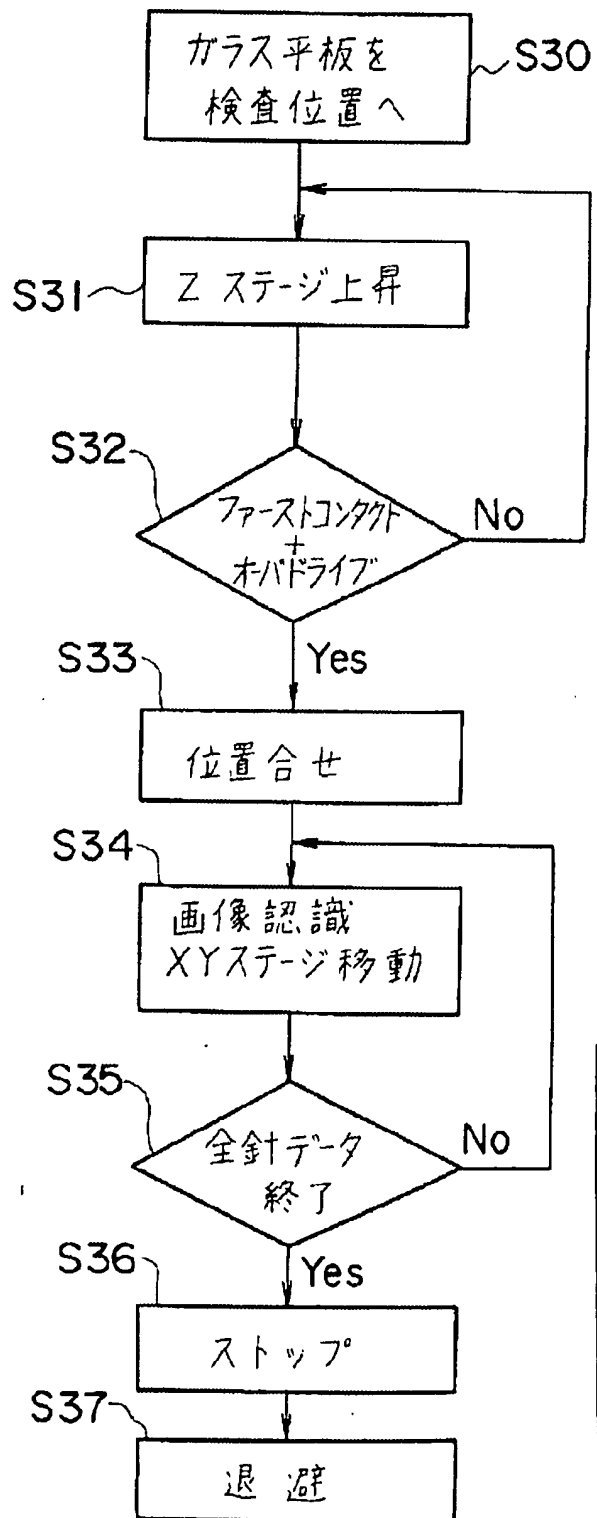 ガラス平板を
検査位置へ
S30
S31
Z ステージ上昇
S32
ファーストコンタクト
+
オーバドライブ
No
Yes
S33
位置合せ
S34
画像認識
XYステージ移動
S35
全針データ
終了
No
Yes
S36
ストップ
S37
退避